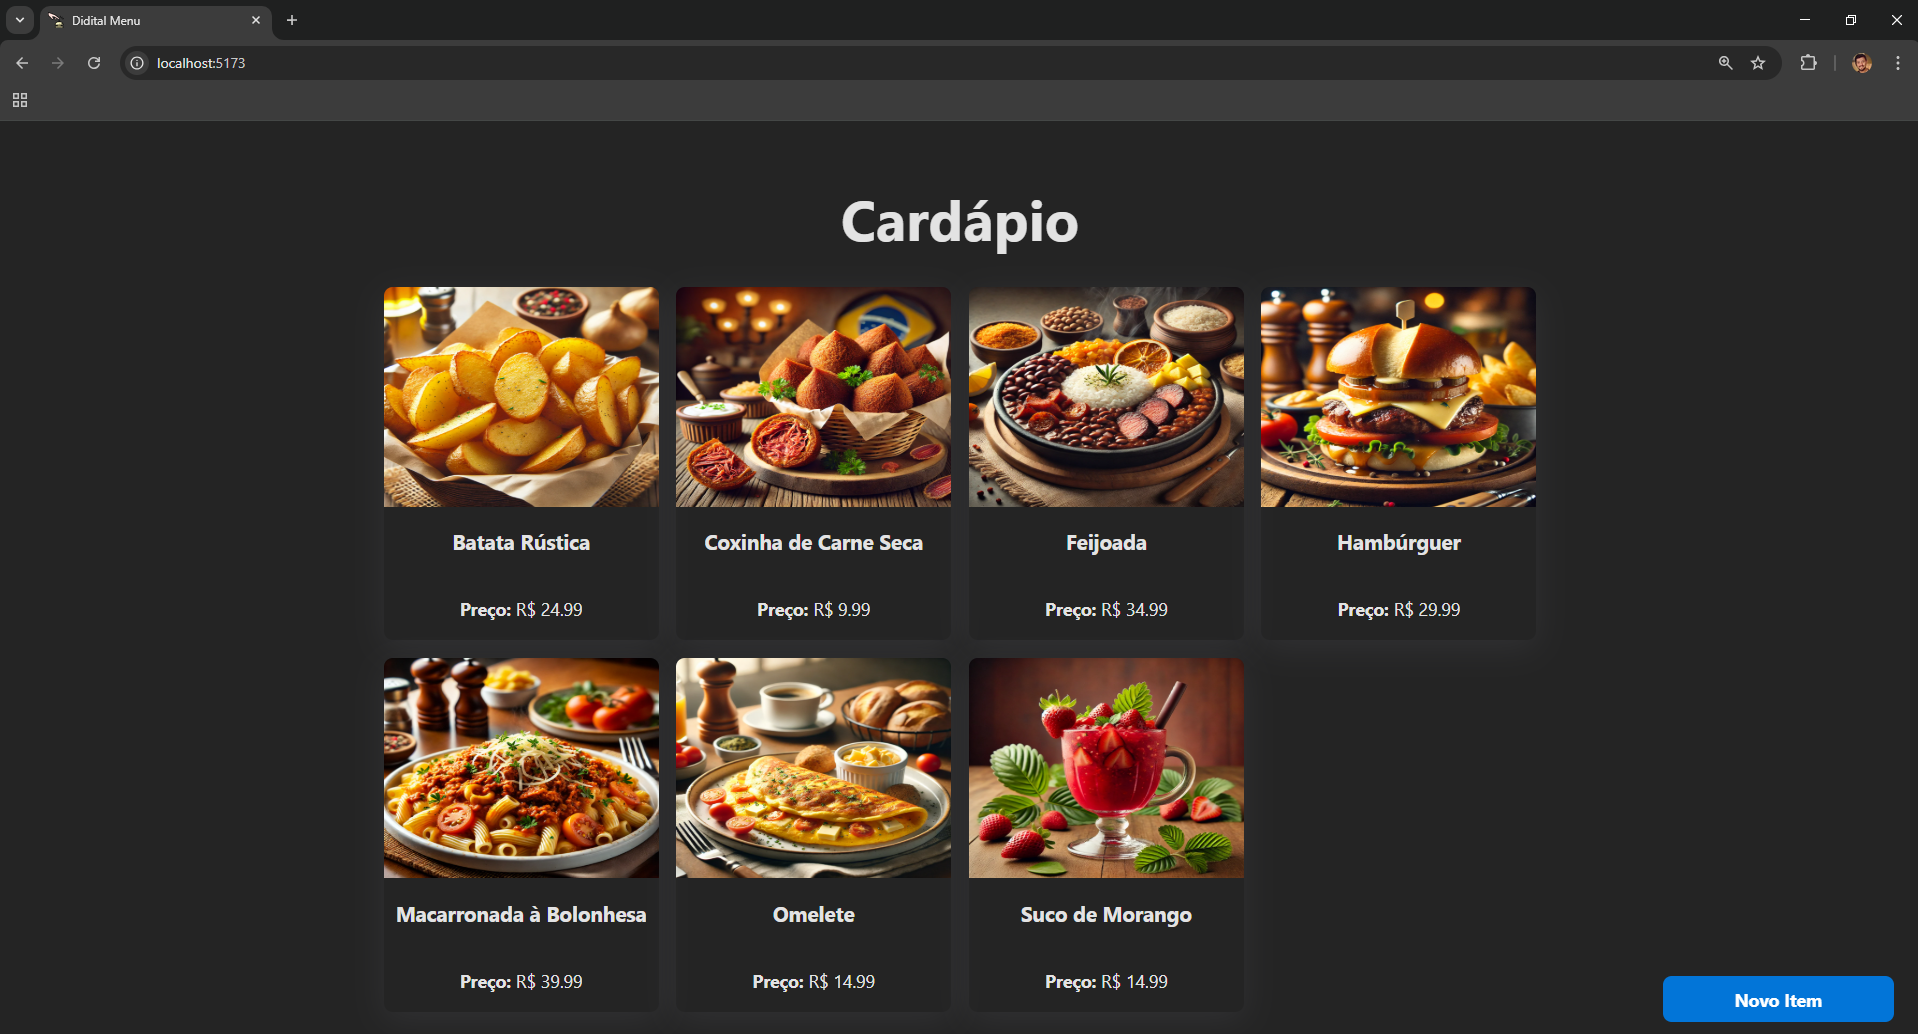 Didital Menu
localhost:5173
Cardápio
Batata Rústica
Preço: R$ 24.99
Coxinha de Carne Seca
Preço: R$ 9.99
Feijoada
Preço: R$ 34.99
Hambúrguer
Preço: R$ 29.99
Macarronada à Bolonhesa
Preço: R$ 39.99
Omelete
Preço: R$ 14.99
Suco de Morango
Preço: R$ 14.99
Novo Item